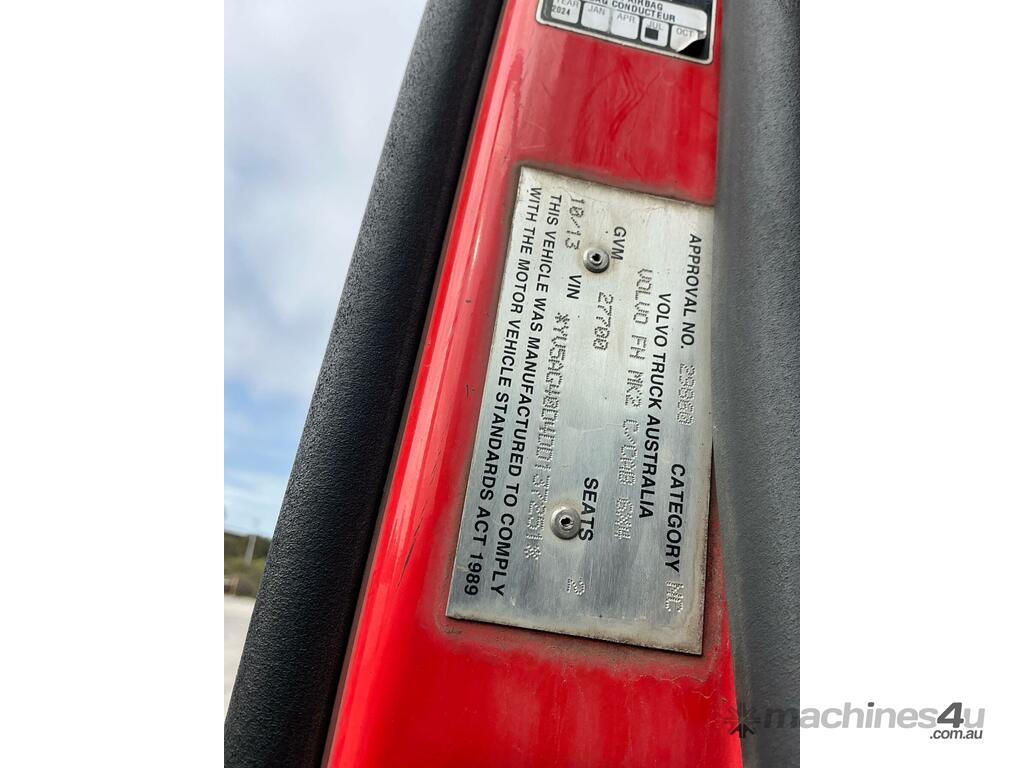 AIRBAG
CONDUCTEUR
YEAR JAN APR JUL OCT
2024
APPROVAL NO. 29880 CATEGORY NC
VOLVO TRUCK AUSTRALIA
VOLVO FH MK2 C/CAB 6X4
GVM 27700 SEATS 2
10/13 VIN
THIS VEHICLE WAS MANUFACTURED TO COMPLY
WITH THE MOTOR VEHICLE STANDARDS ACT 1989
machines4u
.com.au